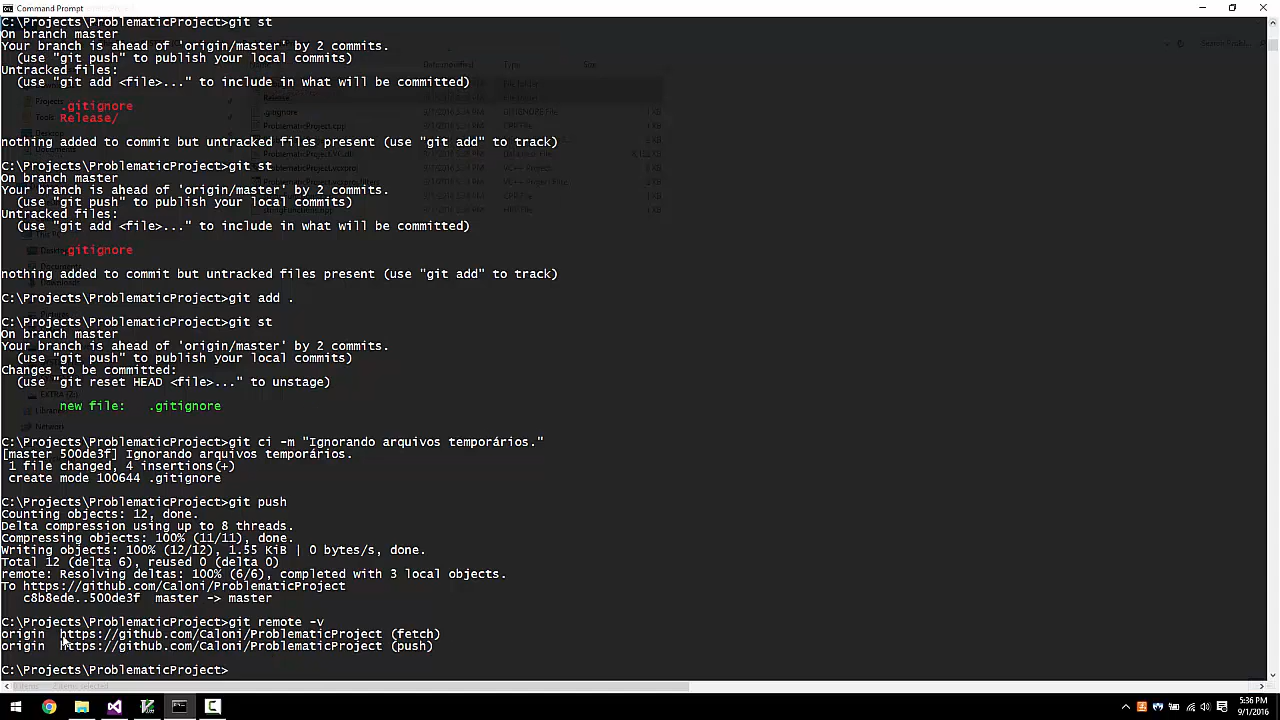 Command Prompt
C:\Projects\ProblematicProject>git st
On branch master
Your branch is ahead of 'origin/master' by 2 commits.
  (use "git push" to publish your local commits)
Untracked files:
  (use "git add <file>..." to include in what will be committed)
.gitignore
Release/
nothing added to commit but untracked files present (use "git add" to track)
C:\Projects\ProblematicProject>git st
On branch master
Your branch is ahead of 'origin/master' by 2 commits.
  (use "git push" to publish your local commits)
Untracked files:
  (use "git add <file>..." to include in what will be committed)
.gitignore
nothing added to commit but untracked files present (use "git add" to track)
C:\Projects\ProblematicProject>git add .
C:\Projects\ProblematicProject>git st
On branch master
Your branch is ahead of 'origin/master' by 2 commits.
  (use "git push" to publish your local commits)
Changes to be committed:
  (use "git reset HEAD <file>..." to unstage)
new file:   .gitignore
C:\Projects\ProblematicProject>git ci -m "Ignorando arquivos temporários."
[master 500de3f] Ignorando arquivos temporários.
 1 file changed, 4 insertions(+)
 create mode 100644 .gitignore
C:\Projects\ProblematicProject>git push
Counting objects: 12, done.
Delta compression using up to 8 threads.
Compressing objects: 100% (11/11), done.
Writing objects: 100% (12/12), 1.55 KiB | 0 bytes/s, done.
Total 12 (delta 6), reused 0 (delta 0)
remote: Resolving deltas: 100% (6/6), completed with 3 local objects.
To https://github.com/Caloni/ProblematicProject
   c8b8ede..500de3f  master -> master
C:\Projects\ProblematicProject>git remote -v
origin  https://github.com/Caloni/ProblematicProject (fetch)
origin  https://github.com/Caloni/ProblematicProject (push)
C:\Projects\ProblematicProject>
5:36 PM
9/1/2016